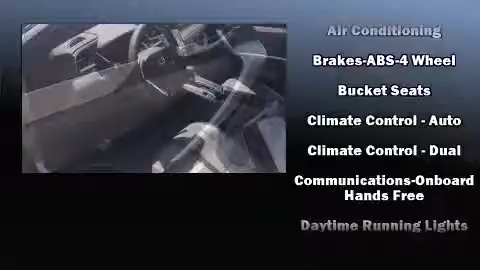 Air Conditioning
Brakes-ABS-4 Wheel
Bucket Seats
Climate Control - Auto
Climate Control - Dual
Communications-Onboard
Hands Free
Daytime Running Lights